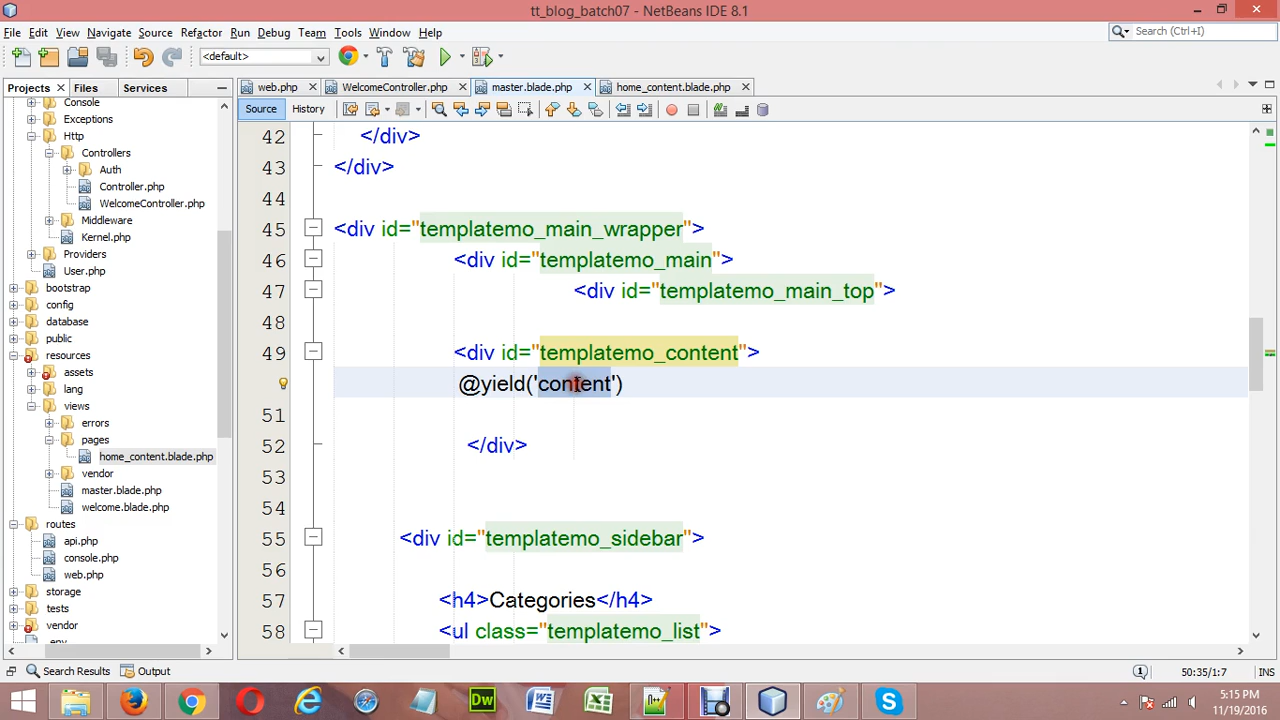 tt_blog_batch07 - NetBeans IDE 8.1
File Edit View Navigate Source Refactor Run Debug Team Tools Window Help
Search (Ctrl+I)
<default>
Projects Files Services
web.php WelcomeController.php master.blade.php home_content.blade.php
Source History
Console
Exceptions
Http
Controllers
Auth
Controller.php
WelcomeController.php
Middleware
Kernel.php
Providers
User.php
bootstrap
config
database
public
resources
assets
lang
views
errors
pages
home_content.blade.php
vendor
master.blade.php
welcome.blade.php
routes
api.php
console.php
web.php
storage
tests
vendor
42 </div>
43 </div>
44
45 <div id="templatemo_main_wrapper">
46 <div id="templatemo_main">
47 <div id="templatemo_main_top">
48
49 <div id="templatemo_content">
@yield('content')
51
52 </div>
53
54
55 <div id="templatemo_sidebar">
56
57 <h4>Categories</h4>
58 <ul class="templatemo_list">
Search Results Output
50:35/1:7 INS
5:15 PM
11/19/2016